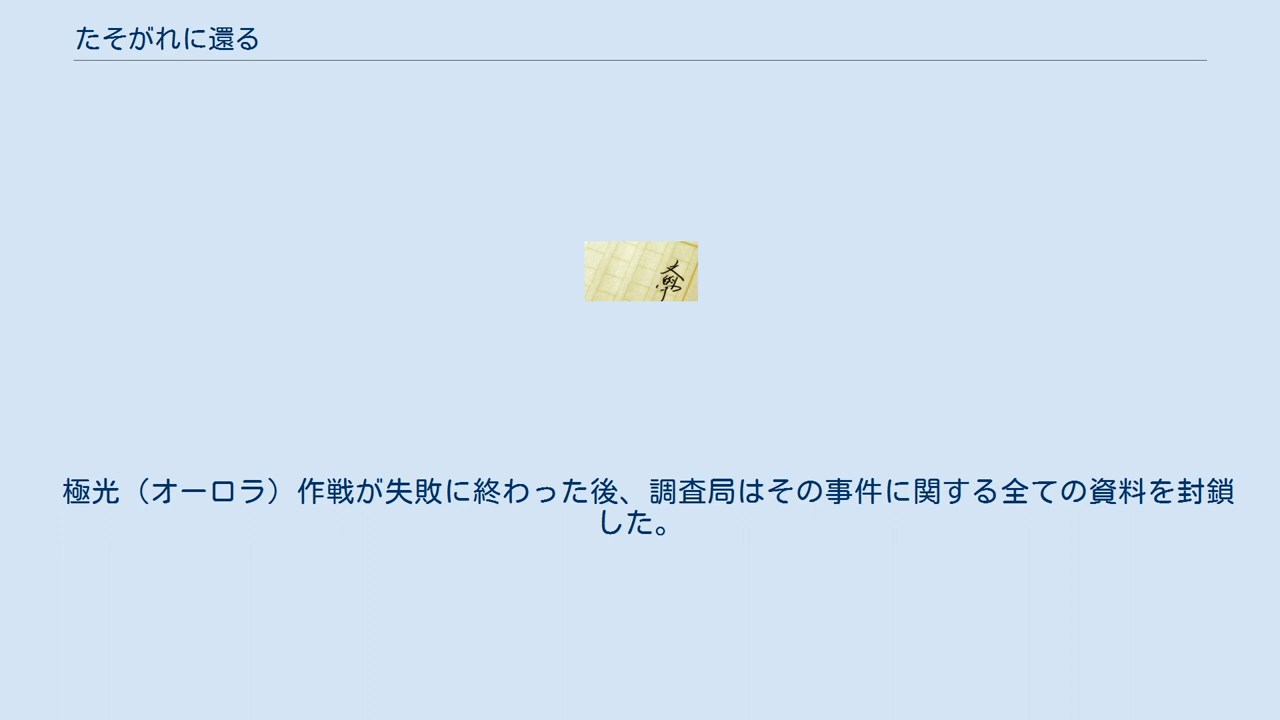 たそがれに還る
極光（オーロラ）作戦が失敗に終わった後、調査局はその事件に関する全ての資料を封鎖
した。